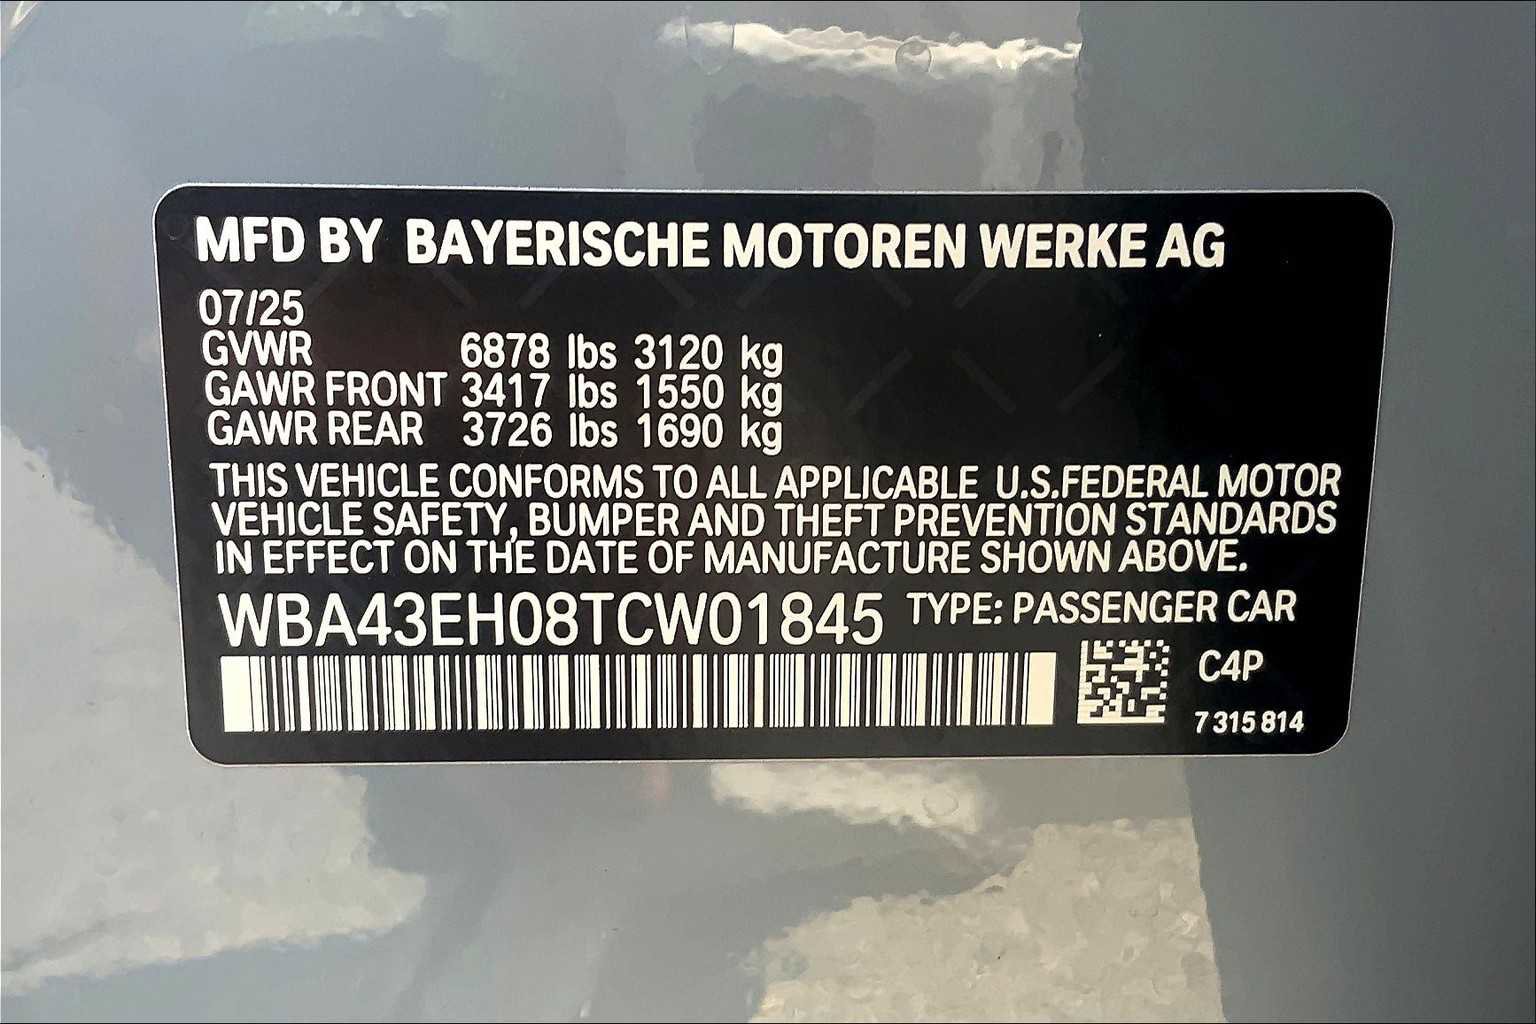 MFD BY BAYERISCHE MOTOREN WERKE AG
07/25
GVWR 6878 lbs 3120 kg
GAWR FRONT 3417 lbs 1550 kg
GAWR REAR 3726 lbs 1690 kg
THIS VEHICLE CONFORMS TO ALL APPLICABLE U.S.FEDERAL MOTOR
VEHICLE SAFETY, BUMPER AND THEFT PREVENTION STANDARDS
IN EFFECT ON THE DATE OF MANUFACTURE SHOWN ABOVE.
WBA43EH08TCW01845 TYPE: PASSENGER CAR
C4P
7 315 814